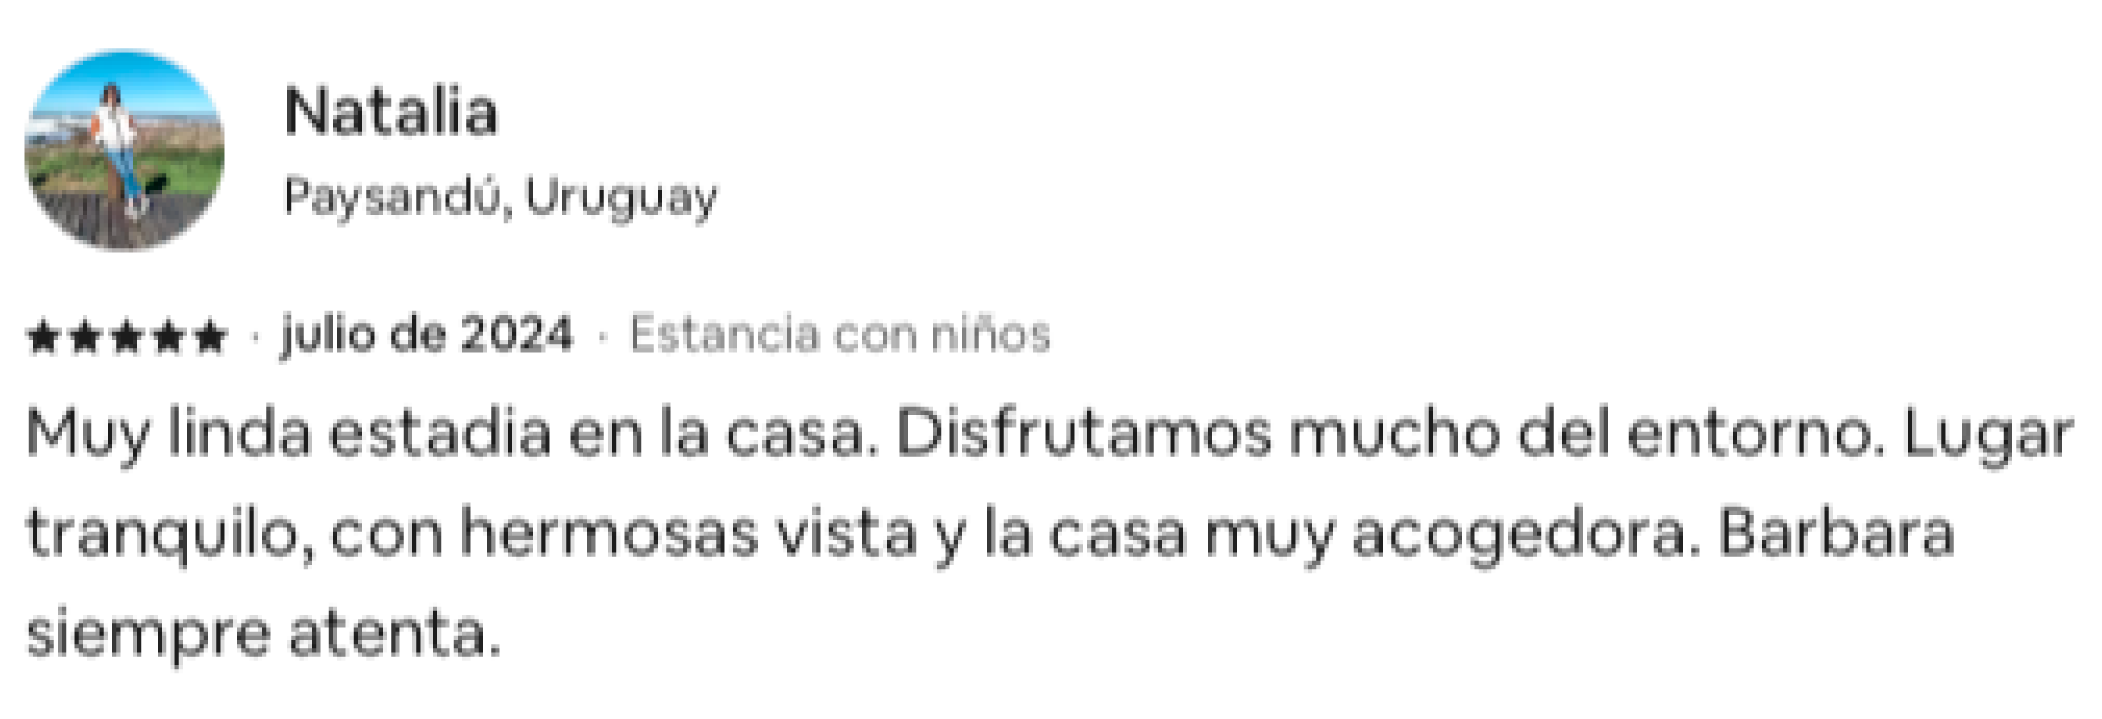 Natalia
Paysandú, Uruguay
★★★★★ · julio de 2024 · Estancia con niños
Muy linda estadia en la casa. Disfrutamos mucho del entorno. Lugar
tranquilo, con hermosas vista y la casa muy acogedora. Barbara
siempre atenta.